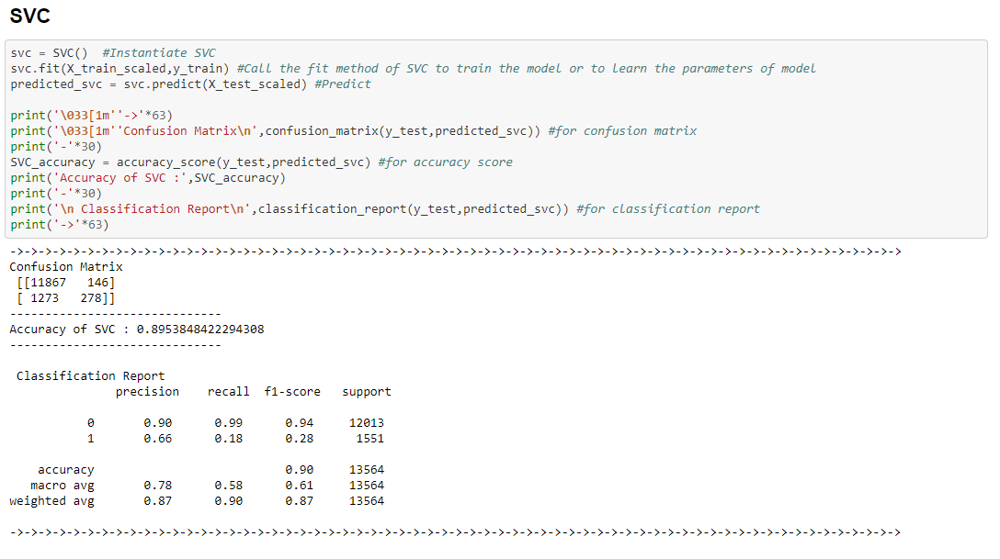 SVC
svc = SVC()  #Instantiate SVC
svc.fit(X_train_scaled,y_train) #Call the fit method of SVC to train the model or to learn the parameters of model
predicted_svc = svc.predict(X_test_scaled) #Predict
print('\033[1m''->'*63)
print('\033[1m''Confusion Matrix\n',confusion_matrix(y_test,predicted_svc)) #for confusion matrix
print('-'*30)
SVC_accuracy = accuracy_score(y_test,predicted_svc) #for accuracy score
print('Accuracy of SVC :',SVC_accuracy)
print('-'*30)
print('\n Classification Report\n',classification_report(y_test,predicted_svc)) #for classification report
print('->'*63)
->->->->->->->->->->->->->->->->->->->->->->->->->->->->->->->->->->->->->->->->->->->->->->->->->->->->->->->->->->->->->->->
Confusion Matrix
 [[11867   146]
 [ 1273   278]]
------------------------------
Accuracy of SVC : 0.8953848422294308
------------------------------
 Classification Report
               precision    recall  f1-score   support
           0       0.90      0.99      0.94     12013
           1       0.66      0.18      0.28      1551
    accuracy                           0.90     13564
   macro avg       0.78      0.58      0.61     13564
weighted avg       0.87      0.90      0.87     13564
->->->->->->->->->->->->->->->->->->->->->->->->->->->->->->->->->->->->->->->->->->->->->->->->->->->->->->->->->->->->->->->